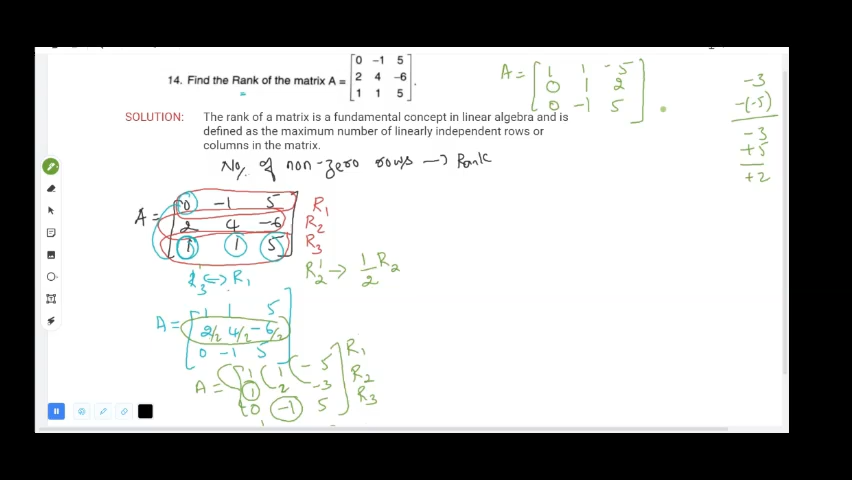 14. Find the Rank of the matrix A = [0 −1 5
2 4 −6
1 1 5].
SOLUTION: The rank of a matrix is a fundamental concept in linear algebra and is
defined as the maximum number of linearly independent rows or
columns in the matrix.
No. of non-zero rows → Rank
A = [0 −1 5] R1
2 4 −6 R2
1 1 5 R3
R3 ↔ R1
R2' → 1/2 R2
A = [1 1 5
2/2 4/2 −6/2
0 −1 5]
A = [1 1 −5] R1
1 2 −3 R2
0 −1 5 R3
A = [1 1 −5
0 1 2
0 −1 5]
−3
−(−5)
−3
+5
+2